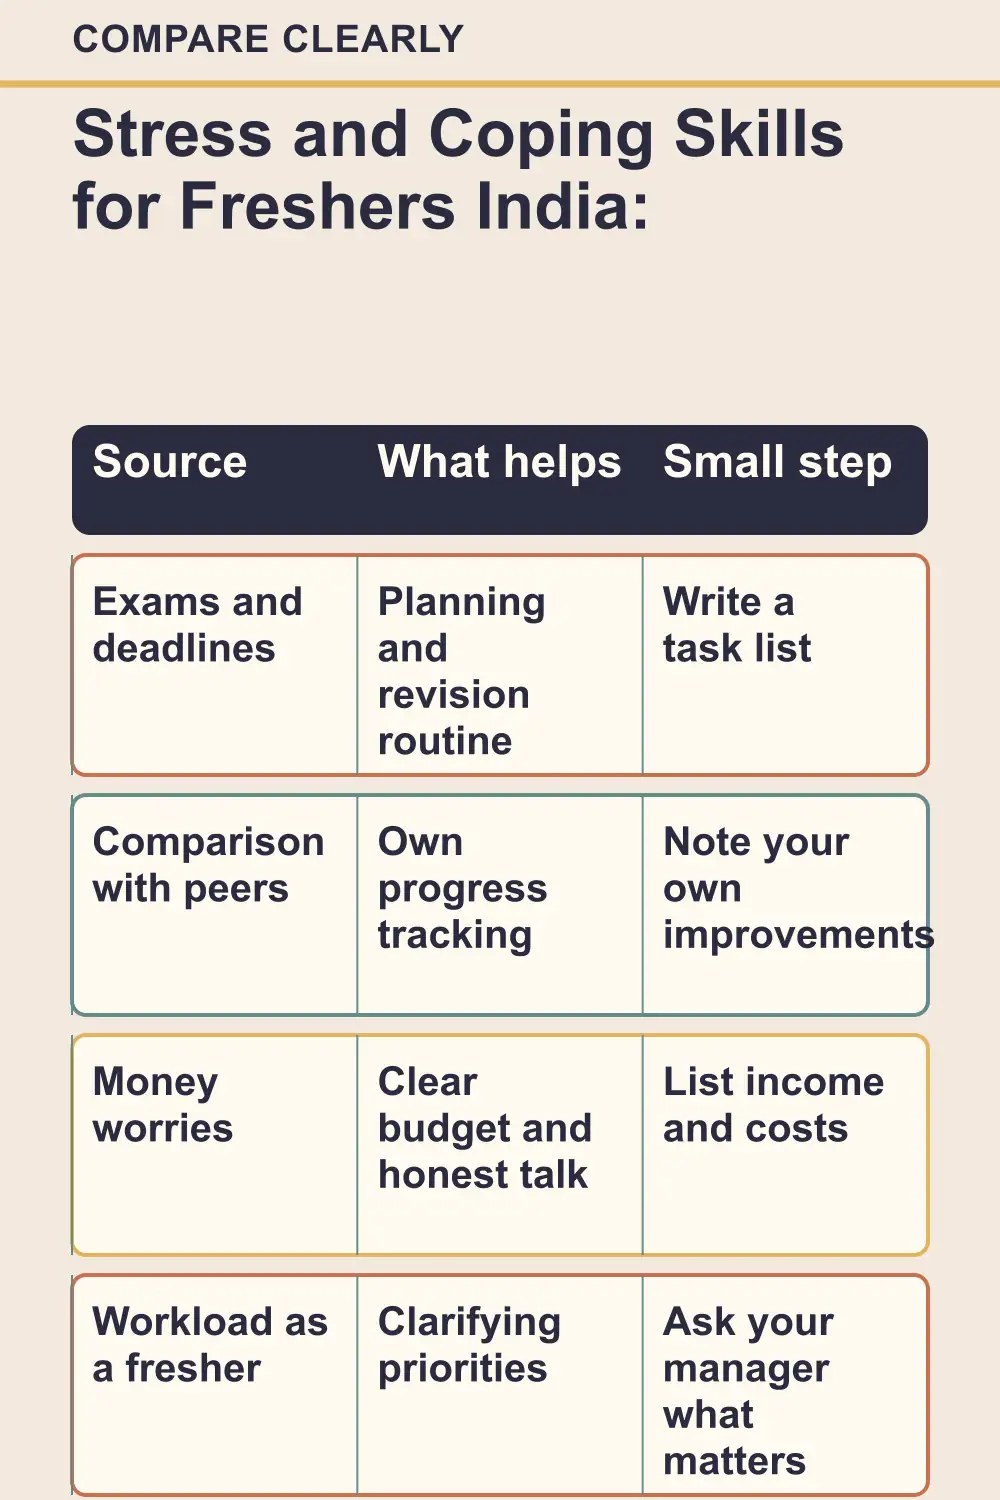 COMPARE CLEARLY
Stress and Coping Skills
for Freshers India:
Source What helps Small step
Exams and
deadlines
Planning
and
revision
routine
Write a
task list
Comparison
with peers
Own
progress
tracking
Note your
own
improvements
Money
worries
Clear
budget and
honest talk
List income
and costs
Workload as
a fresher
Clarifying
priorities
Ask your
manager
what
matters